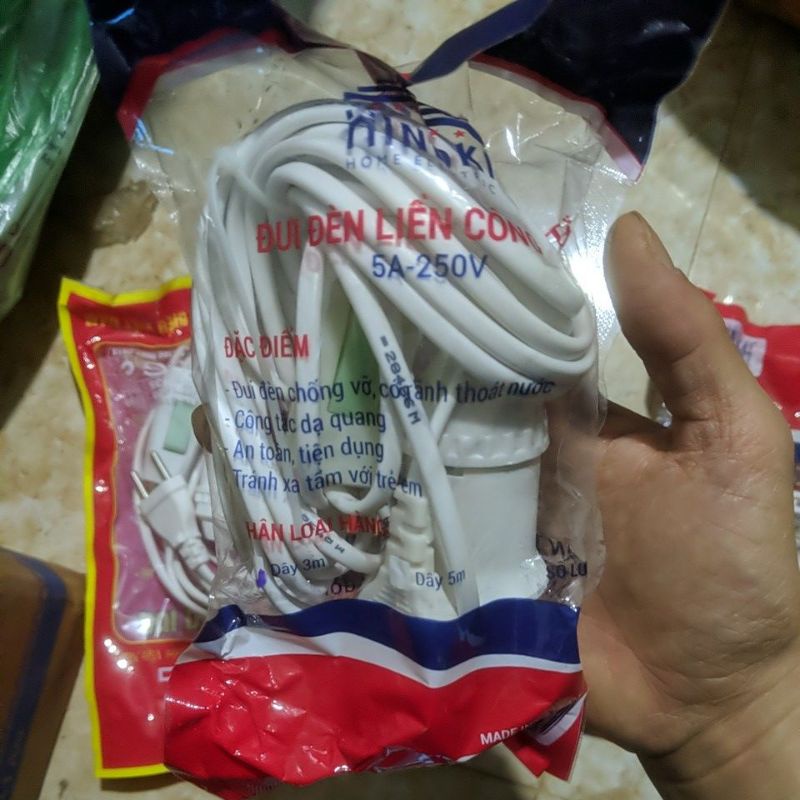 HINOKI
HOME ELECTRIC
ĐUI ĐÈN LIỀN CÔNG
5A-250V
ĐẶC ĐIỂM
- Đui đèn chống vỡ, có rãnh thoát nước
- Công tắc dạ quang
- An toàn, tiện dụng
Tránh xa tầm với trẻ em
HÂN LOẠI HÀNG
Dây 3m
Dây 5m
MADE